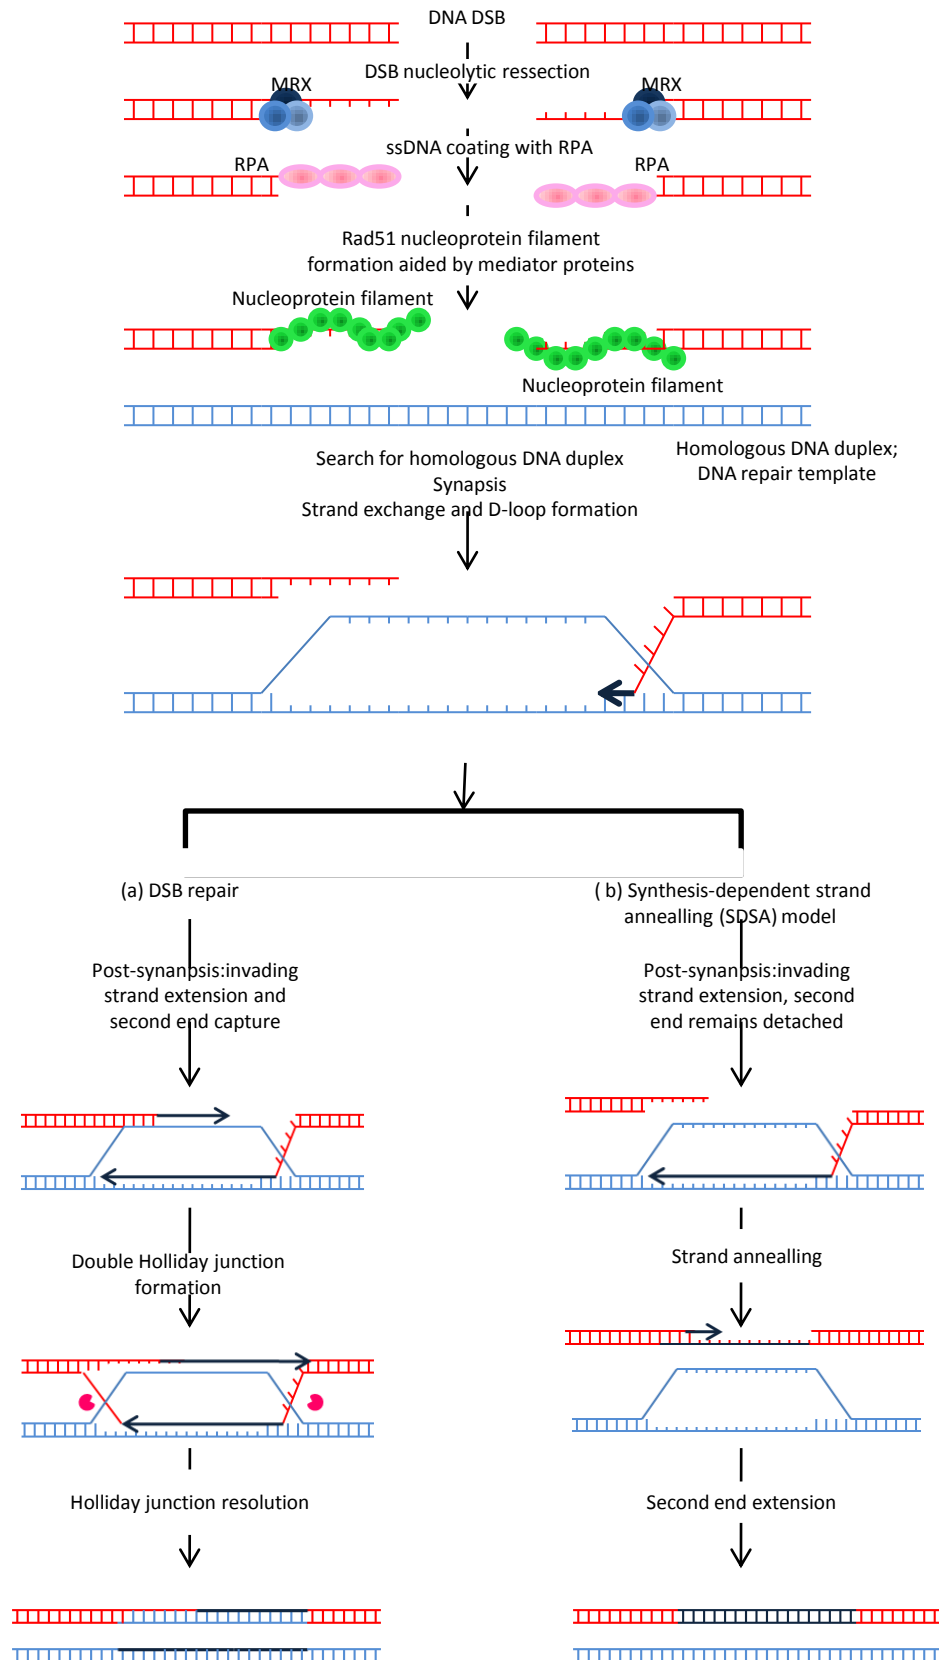 DNA DSB
DSB nucleolytic ressection
MRX
MRX
ssDNA coating with RPA
RPA
RPA
Rad51 nucleoprotein filament
formation aided by mediator proteins
Nucleoprotein filament
Nucleoprotein filament
Homologous DNA duplex;
DNA repair template
Search for homologous DNA duplex
Synapsis
Strand exchange and D-loop formation
(a) DSB repair
( b) Synthesis-dependent strand
annealling (SDSA) model
Post-synanpsis:invading
strand extension and
second end capture
Post-synanpsis:invading
strand extension, second
end remains detached
Double Holliday junction
formation
Strand annealling
Holliday junction resolution
Second end extension